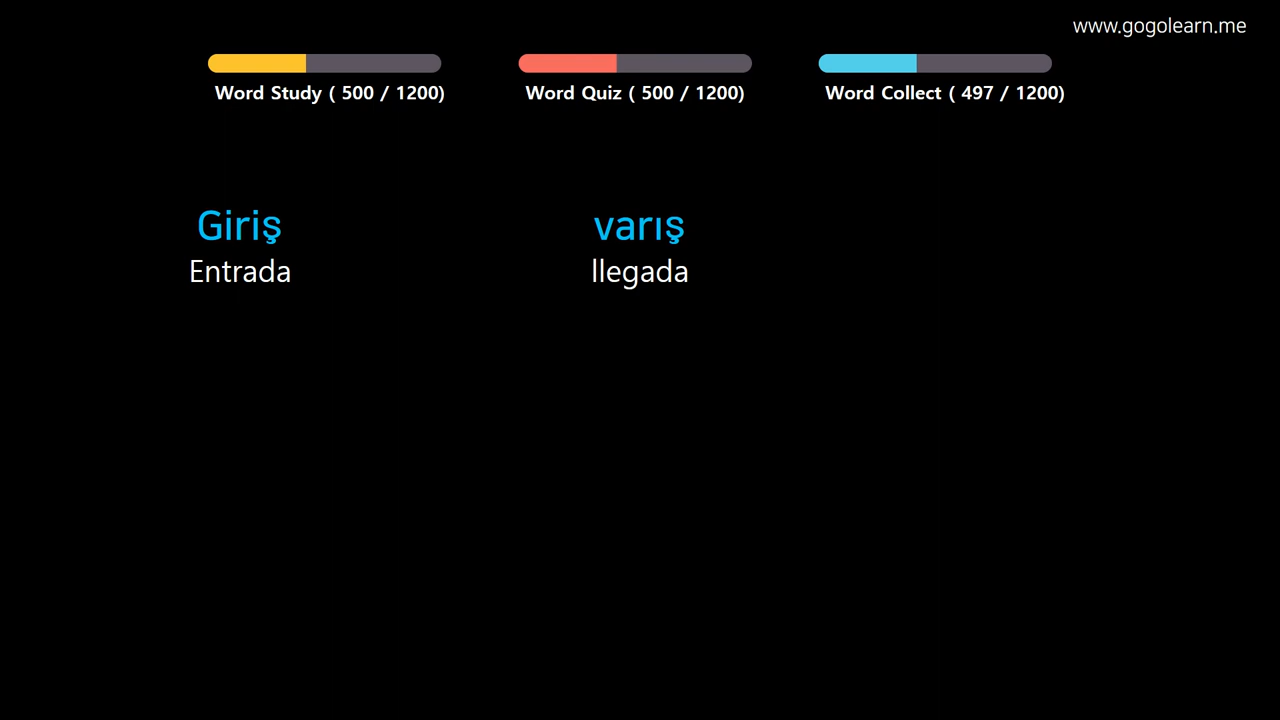 www.gogolearn.me
Word Study ( 500 / 1200)
Word Quiz ( 500 / 1200)
Word Collect ( 497 / 1200)
Giriş
Entrada
varış
llegada